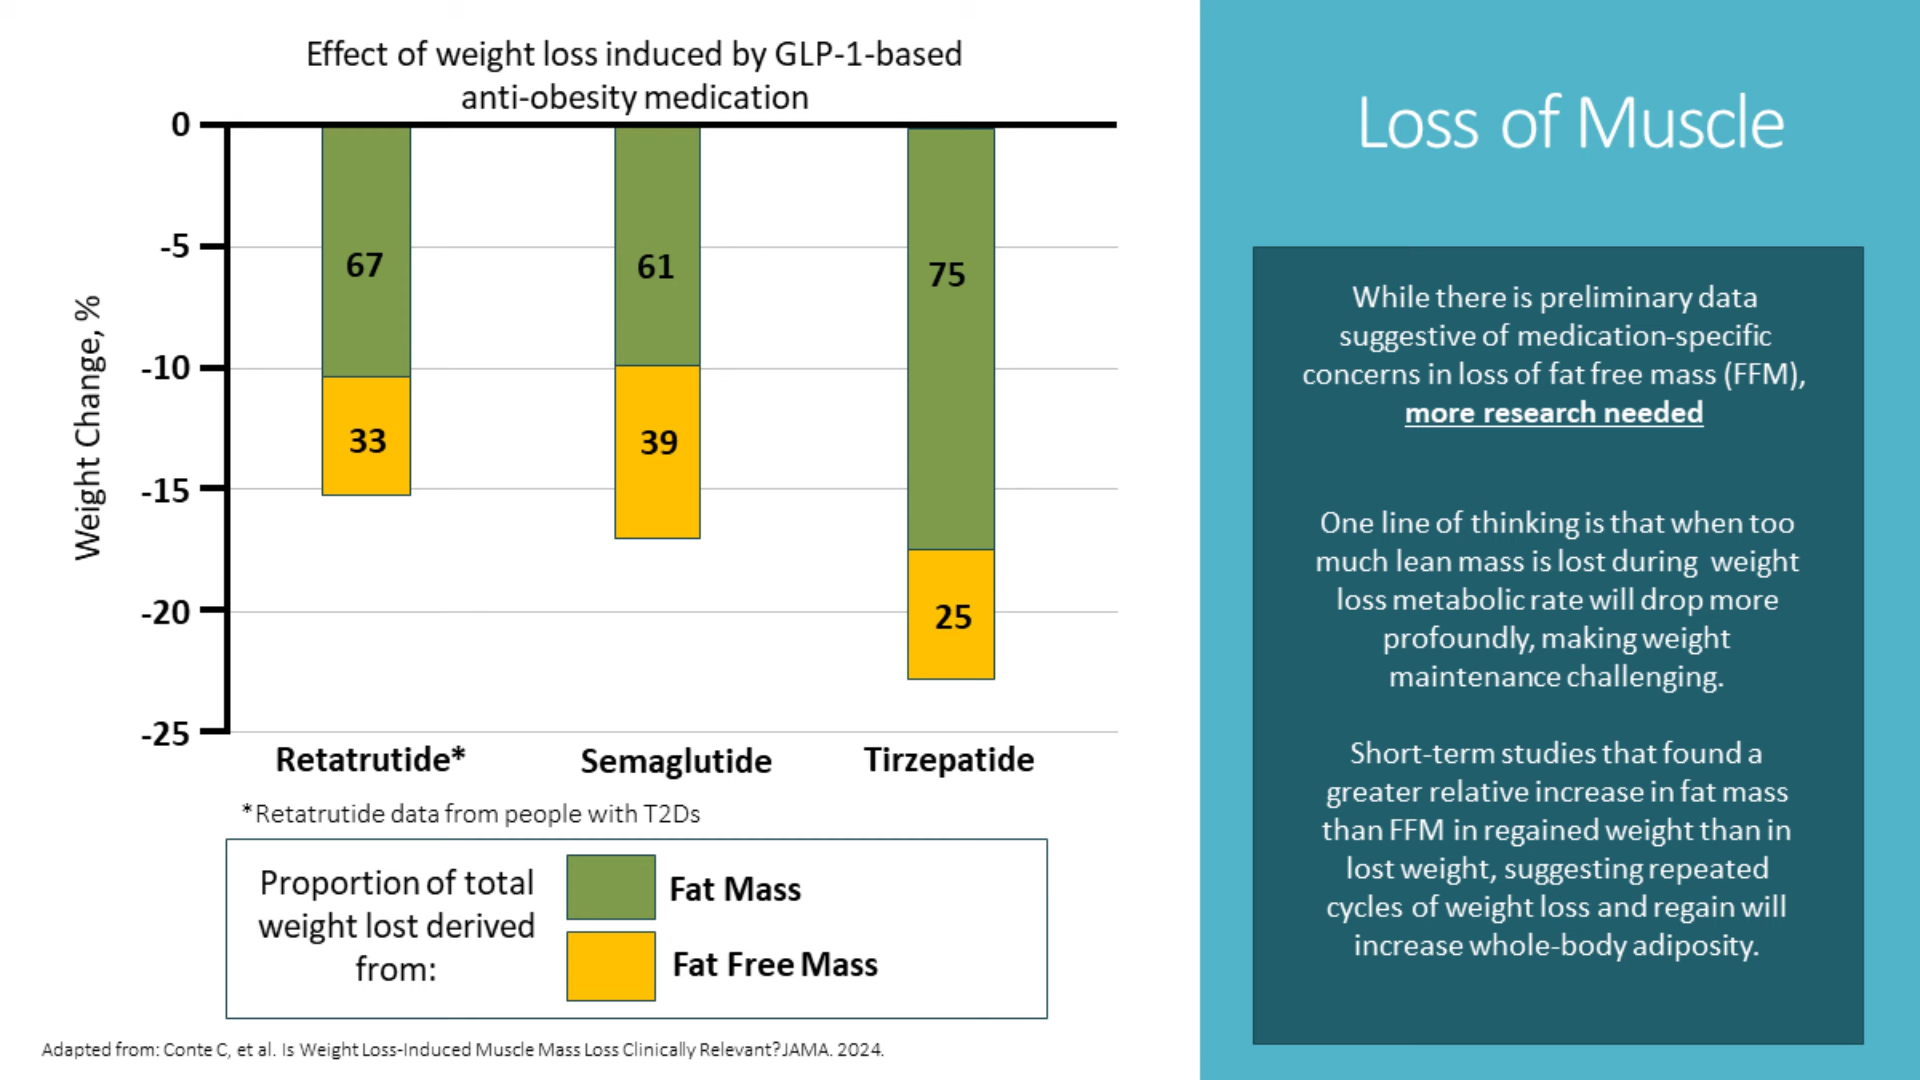 Effect of weight loss induced by GLP-1-based
anti-obesity medication
Weight Change, %
0
-5
-10
-15
-20
-25
67
33
61
39
75
25
Retatrutide*
Semaglutide
Tirzepatide
*Retatrutide data from people with T2Ds
Proportion of total
weight lost derived
from:
Fat Mass
Fat Free Mass
Adapted from: Conte C, et al. Is Weight Loss-Induced Muscle Mass Loss Clinically Relevant?JAMA. 2024.
Loss of Muscle
While there is preliminary data
suggestive of medication-specific
concerns in loss of fat free mass (FFM),
more research needed
One line of thinking is that when too
much lean mass is lost during weight
loss metabolic rate will drop more
profoundly, making weight
maintenance challenging.
Short-term studies that found a
greater relative increase in fat mass
than FFM in regained weight than in
lost weight, suggesting repeated
cycles of weight loss and regain will
increase whole-body adiposity.